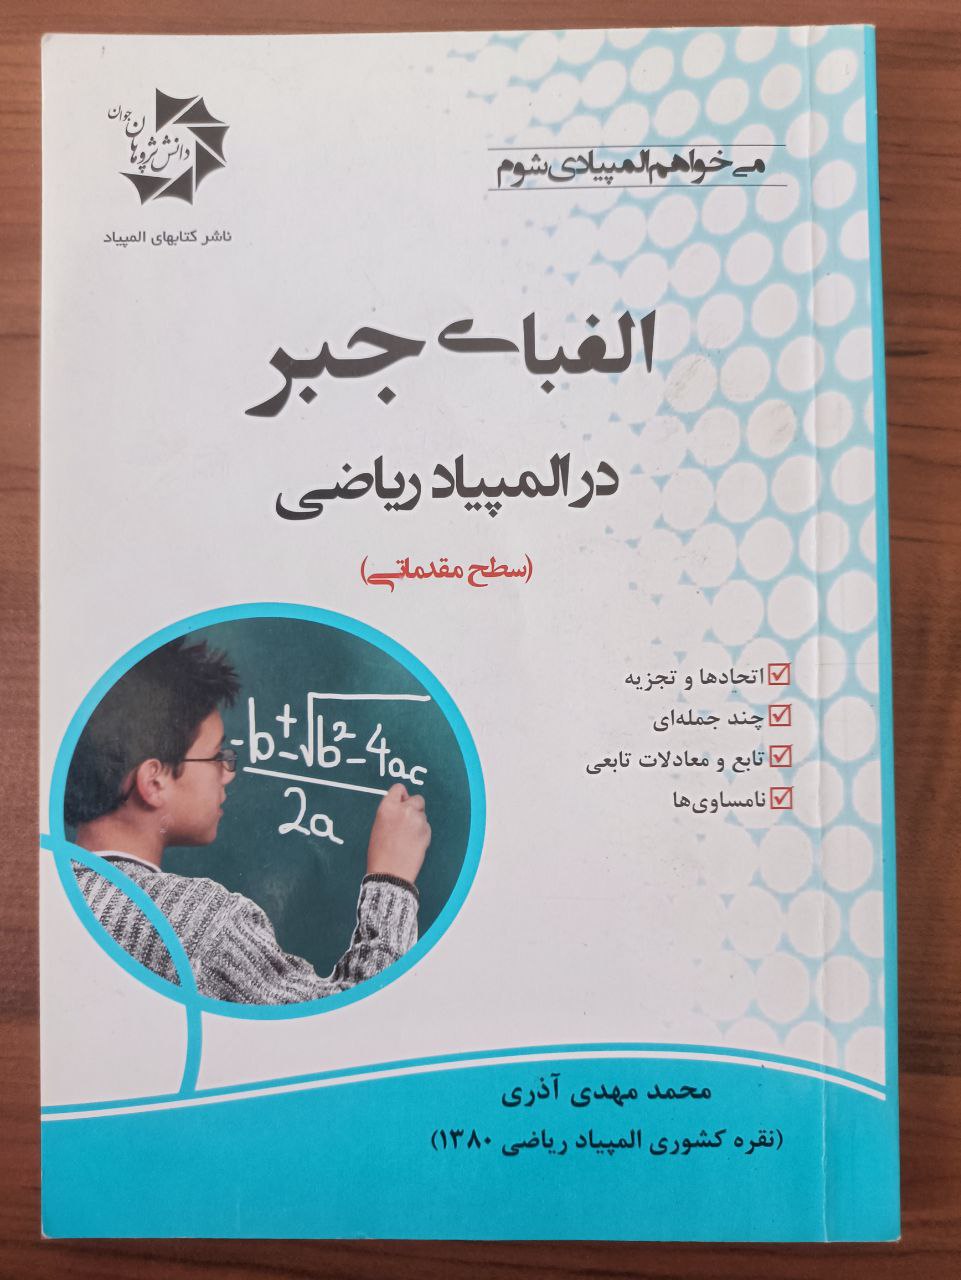 می‌خواهم المپیادی شوم
دانش پژوهان جوان
ناشر کتابهای المپیاد
الفبای جبر
در المپیاد ریاضی
(سطح مقدماتی)
اتحادها و تجزیه
چند جمله‌ای
تابع و معادلات تابعی
نامساوی‌ها
-b±√b²-4ac
2a
محمد مهدی آذری
(نقره کشوری المپیاد ریاضی ۱۳۸۰)